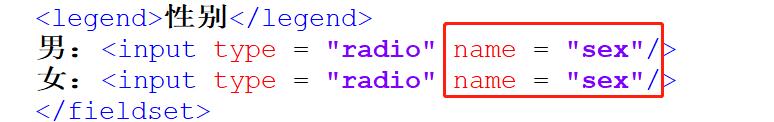 <legend>性别</legend>
男：<input type = "radio" name = "sex"/>
女：<input type = "radio" name = "sex"/>
</fieldset>